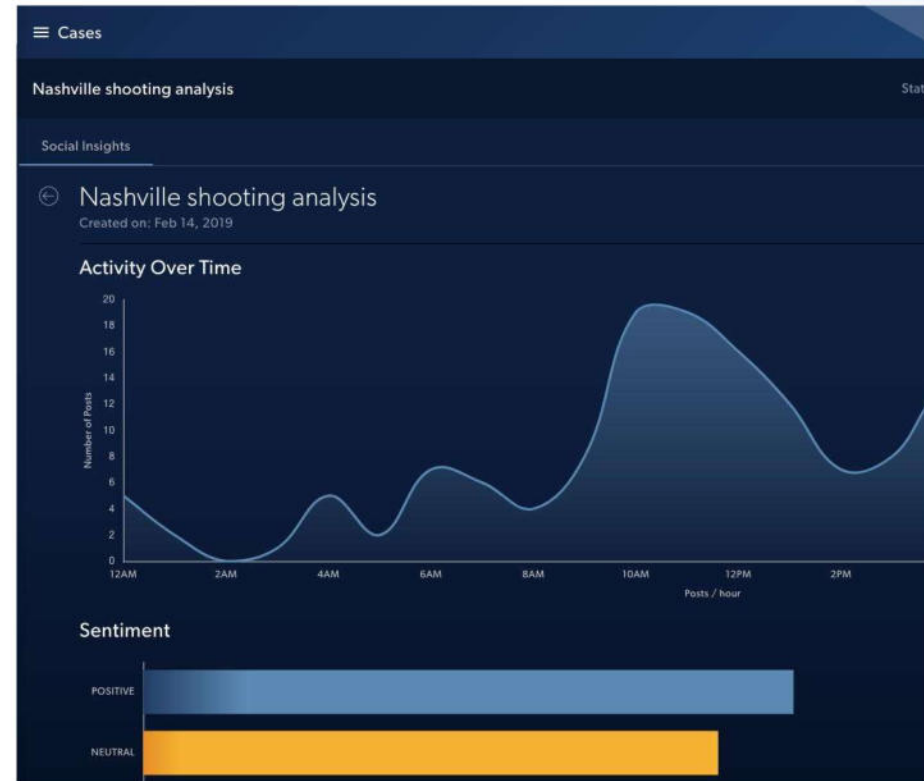 Cases
Nashville shooting analysis
Stat
Social Insights
Nashville shooting analysis
Created on: Feb 14, 2019
Activity Over Time
20
18
16
14
12
10
8
6
4
2
0
Number of Posts
12AM 2AM 4AM 6AM 8AM 10AM 12PM 2PM
Posts / hour
Sentiment
POSITIVE
NEUTRAL